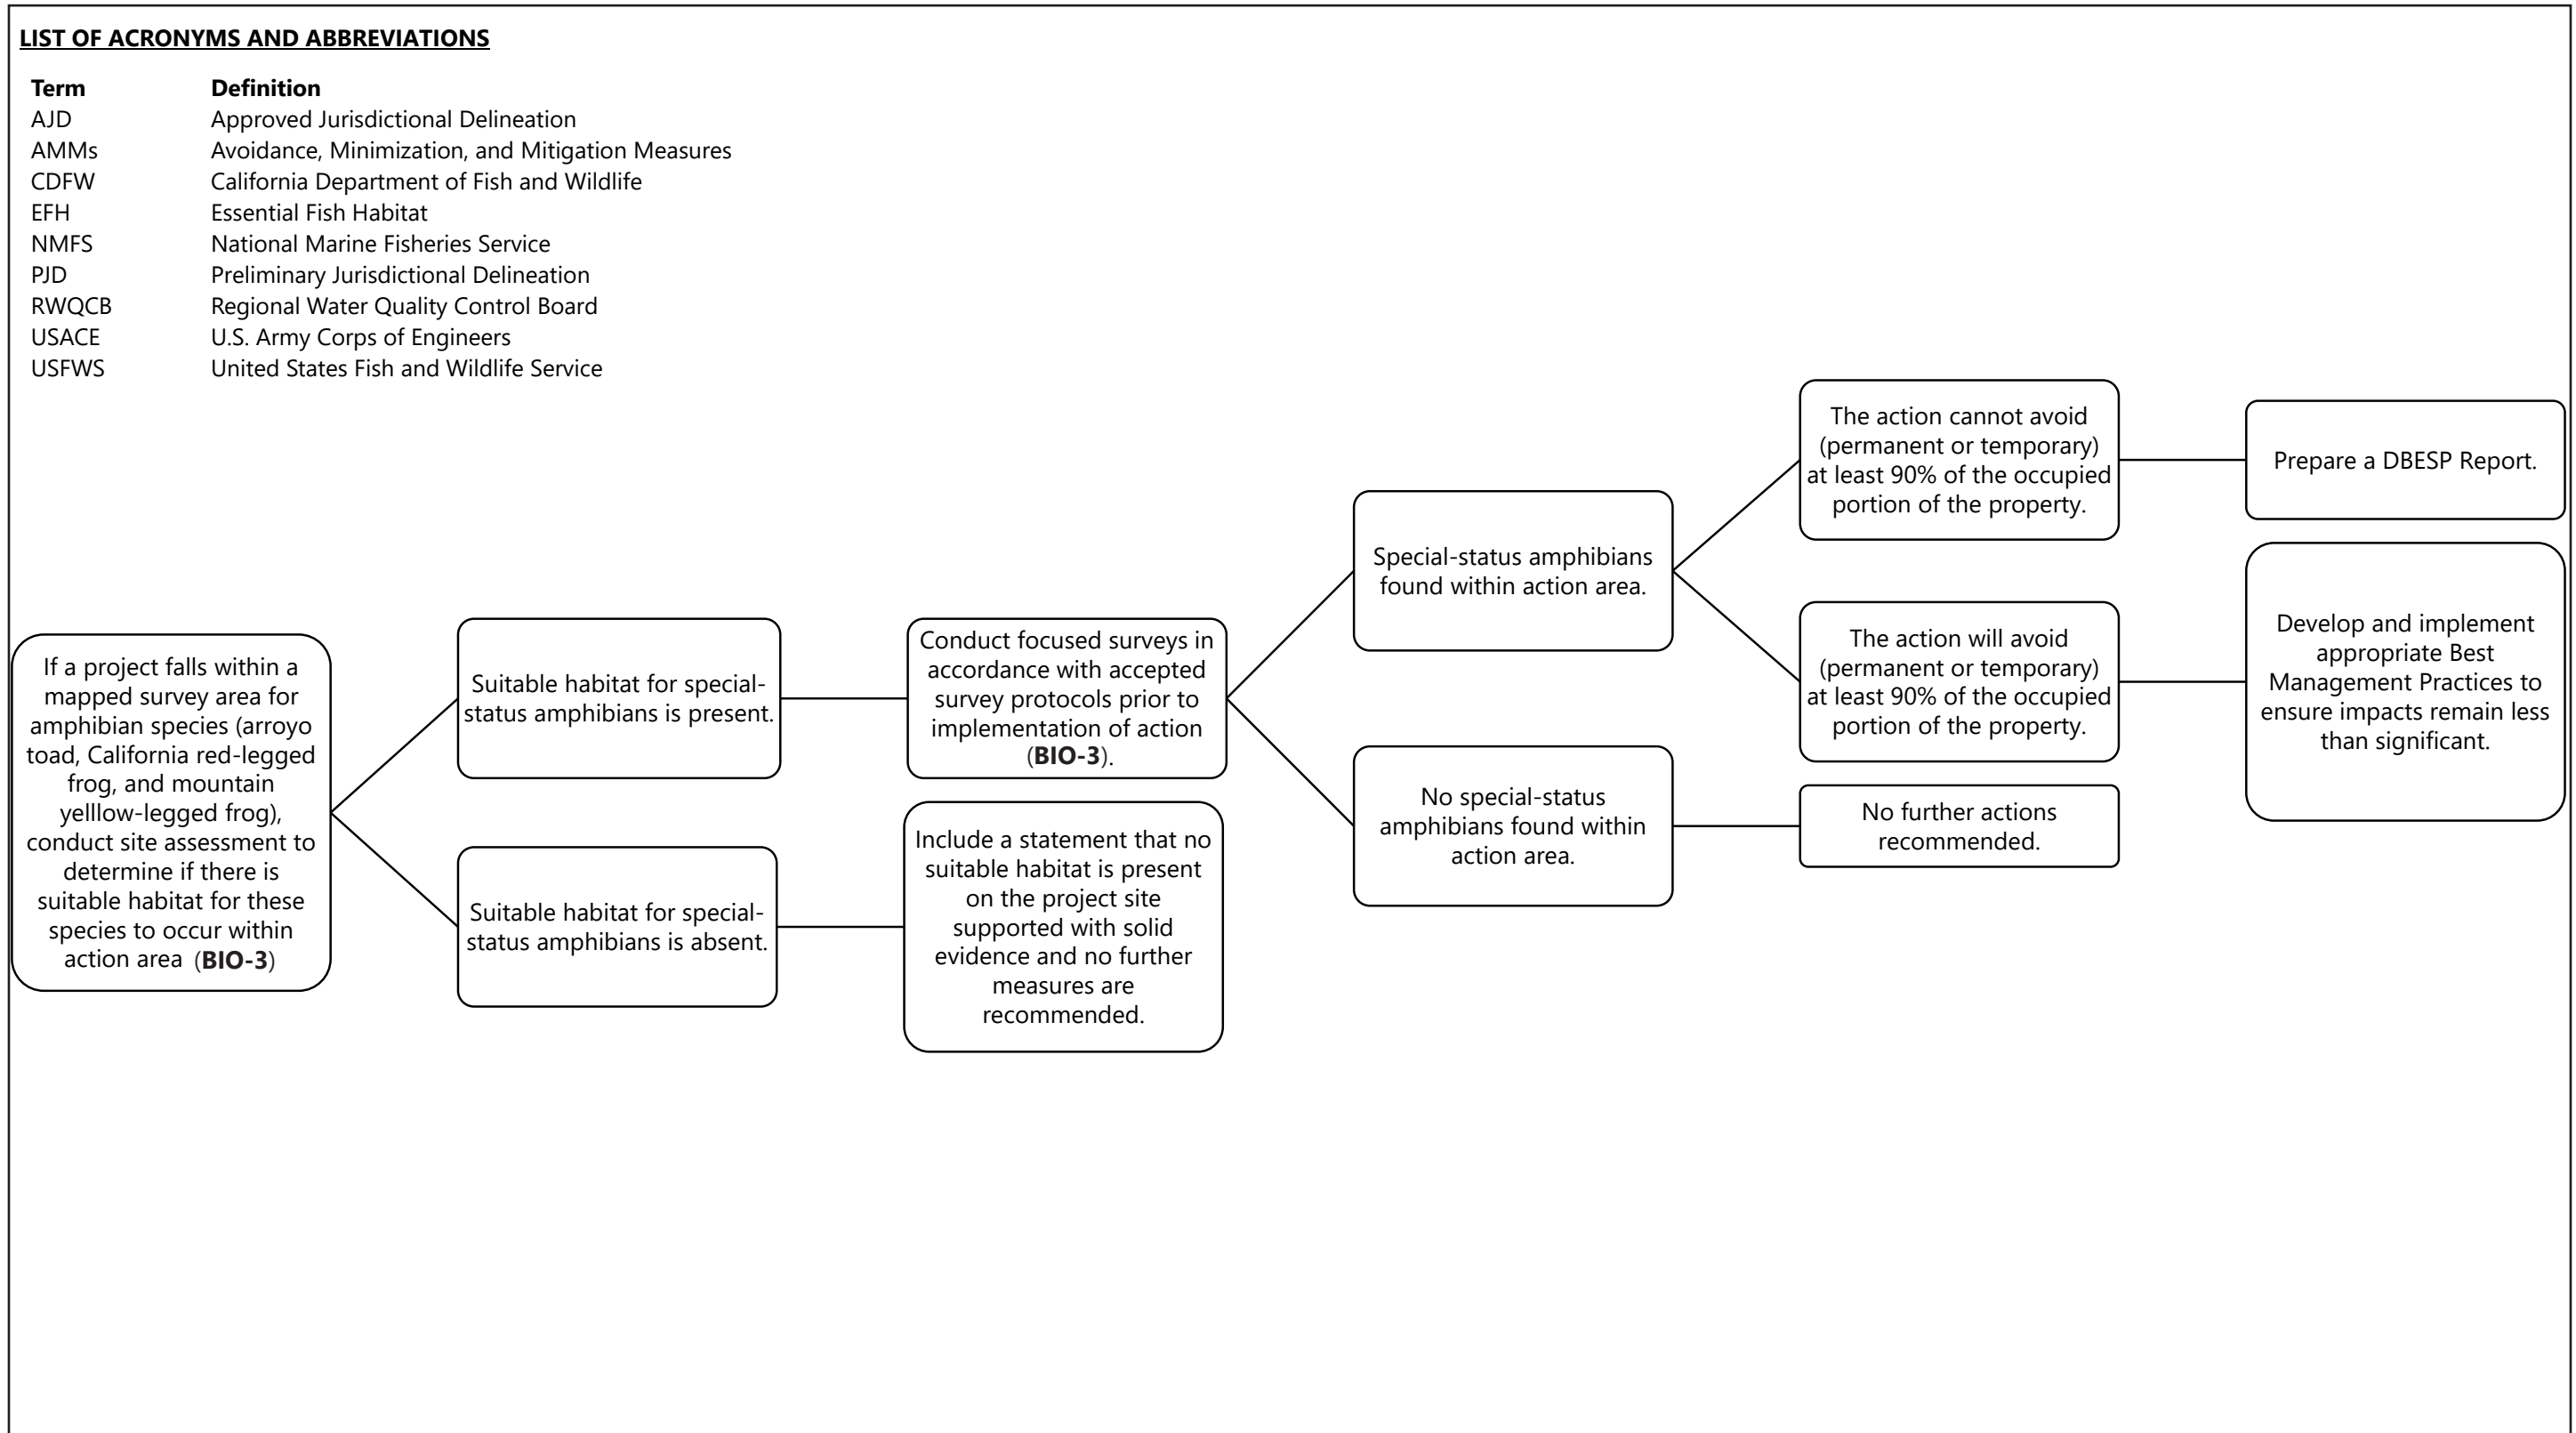 LIST OF ACRONYMS AND ABBREVIATIONS
Term Definition
AJD Approved Jurisdictional Delineation
AMMs Avoidance, Minimization, and Mitigation Measures
CDFW California Department of Fish and Wildlife
EFH Essential Fish Habitat
NMFS National Marine Fisheries Service
PJD Preliminary Jurisdictional Delineation
RWQCB Regional Water Quality Control Board
USACE U.S. Army Corps of Engineers
USFWS United States Fish and Wildlife Service
If a project falls within a
mapped survey area for
amphibian species (arroyo
toad, California red-legged
frog, and mountain
yelllow-legged frog),
conduct site assessment to
determine if there is
suitable habitat for these
species to occur within
action area (BIO-3)
Suitable habitat for special-
status amphibians is present.
Suitable habitat for special-
status amphibians is absent.
Conduct focused surveys in
accordance with accepted
survey protocols prior to
implementation of action
(BIO-3).
Include a statement that no
suitable habitat is present
on the project site
supported with solid
evidence and no further
measures are
recommended.
Special-status amphibians
found within action area.
No special-status
amphibians found within
action area.
The action cannot avoid
(permanent or temporary)
at least 90% of the occupied
portion of the property.
The action will avoid
(permanent or temporary)
at least 90% of the occupied
portion of the property.
No further actions
recommended.
Prepare a DBESP Report.
Develop and implement
appropriate Best
Management Practices to
ensure impacts remain less
than significant.